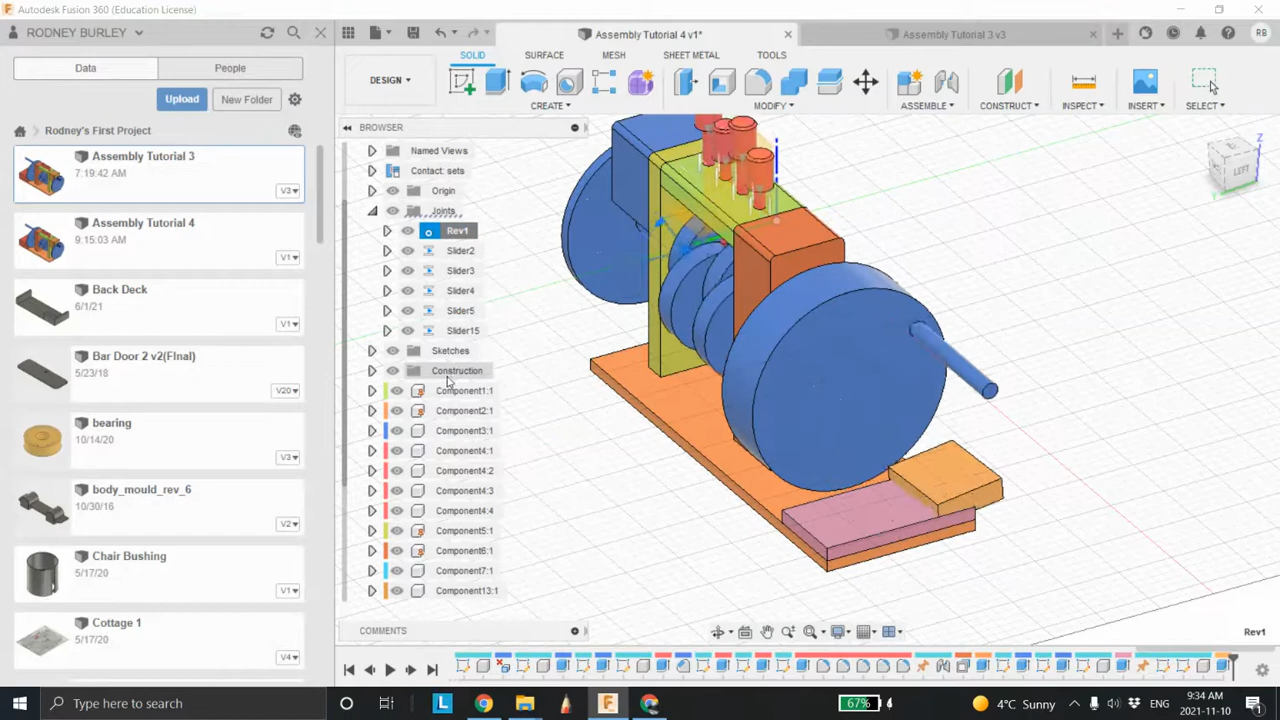 Autodesk Fusion 360 (Education License)
RODNEY BURLEY
Assembly Tutorial 4 v1*
Assembly Tutorial 3 v3
RB
Data
People
Upload
New Folder
Rodney's First Project
Assembly Tutorial 3
7:19:42 AM
V3
Assembly Tutorial 4
9:15:03 AM
V1
Back Deck
6/1/21
V1
Bar Door 2 v2(FInal)
5/23/18
V20
bearing
10/14/20
V3
body_mould_rev_6
10/30/16
V2
Chair Bushing
5/17/20
V1
Cottage 1
5/17/20
V4
DESIGN
SOLID
SURFACE
MESH
SHEET METAL
TOOLS
CREATE
MODIFY
ASSEMBLE
CONSTRUCT
INSPECT
INSERT
SELECT
BROWSER
Named Views
Contact: sets
Origin
Joints
Rev1
Slider2
Slider3
Slider4
Slider5
Slider15
Sketches
Construction
Component1:1
Component2:1
Component3:1
Component4:1
Component4:2
Component4:3
Component4:4
Component5:1
Component6:1
Component7:1
Component13:1
COMMENTS
Z
LEFT
Rev1
Type here to search
67%
4°C Sunny
ENG
9:34 AM
2021-11-10